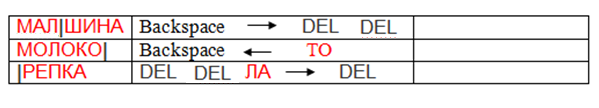 МАЛ|ШИНА Backspace → DEL DEL
МОЛОКО| Backspace ← ТО
|РЕПКА DEL DEL ЛА → DEL